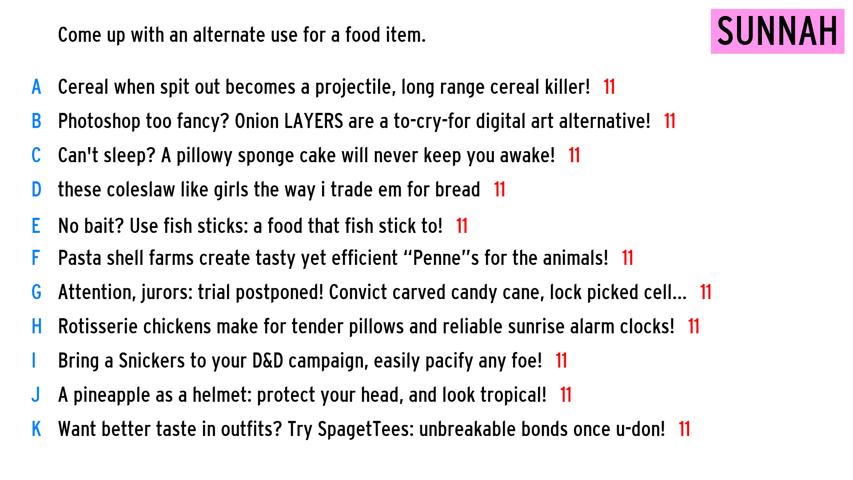 Come up with an alternate use for a food item.
SUNNAH
A Cereal when spit out becomes a projectile, long range cereal killer! 11
B Photoshop too fancy? Onion LAYERS are a to-cry-for digital art alternative! 11
C Can't sleep? A pillowy sponge cake will never keep you awake! 11
D these coleslaw like girls the way i trade em for bread 11
E No bait? Use fish sticks: a food that fish stick to! 11
F Pasta shell farms create tasty yet efficient “Penne”s for the animals! 11
G Attention, jurors: trial postponed! Convict carved candy cane, lock picked cell... 11
H Rotisserie chickens make for tender pillows and reliable sunrise alarm clocks! 11
I Bring a Snickers to your D&D campaign, easily pacify any foe! 11
J A pineapple as a helmet: protect your head, and look tropical! 11
K Want better taste in outfits? Try SpagetTees: unbreakable bonds once u-don! 11